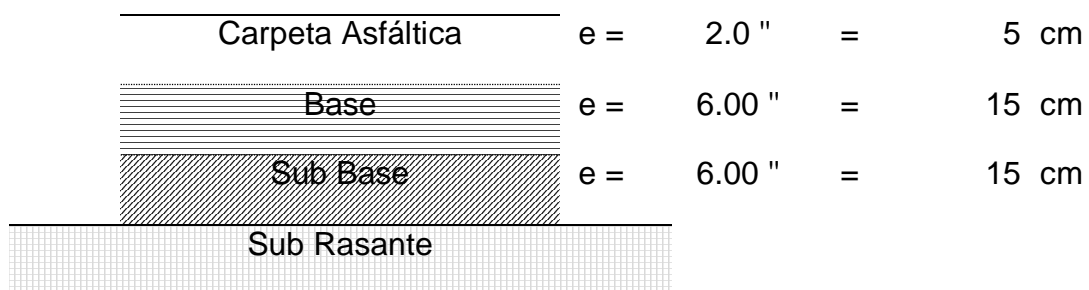 Carpeta Asfáltica e = 2.0 " = 5 cm
Base e = 6.00 " = 15 cm
Sub Base e = 6.00 " = 15 cm
Sub Rasante